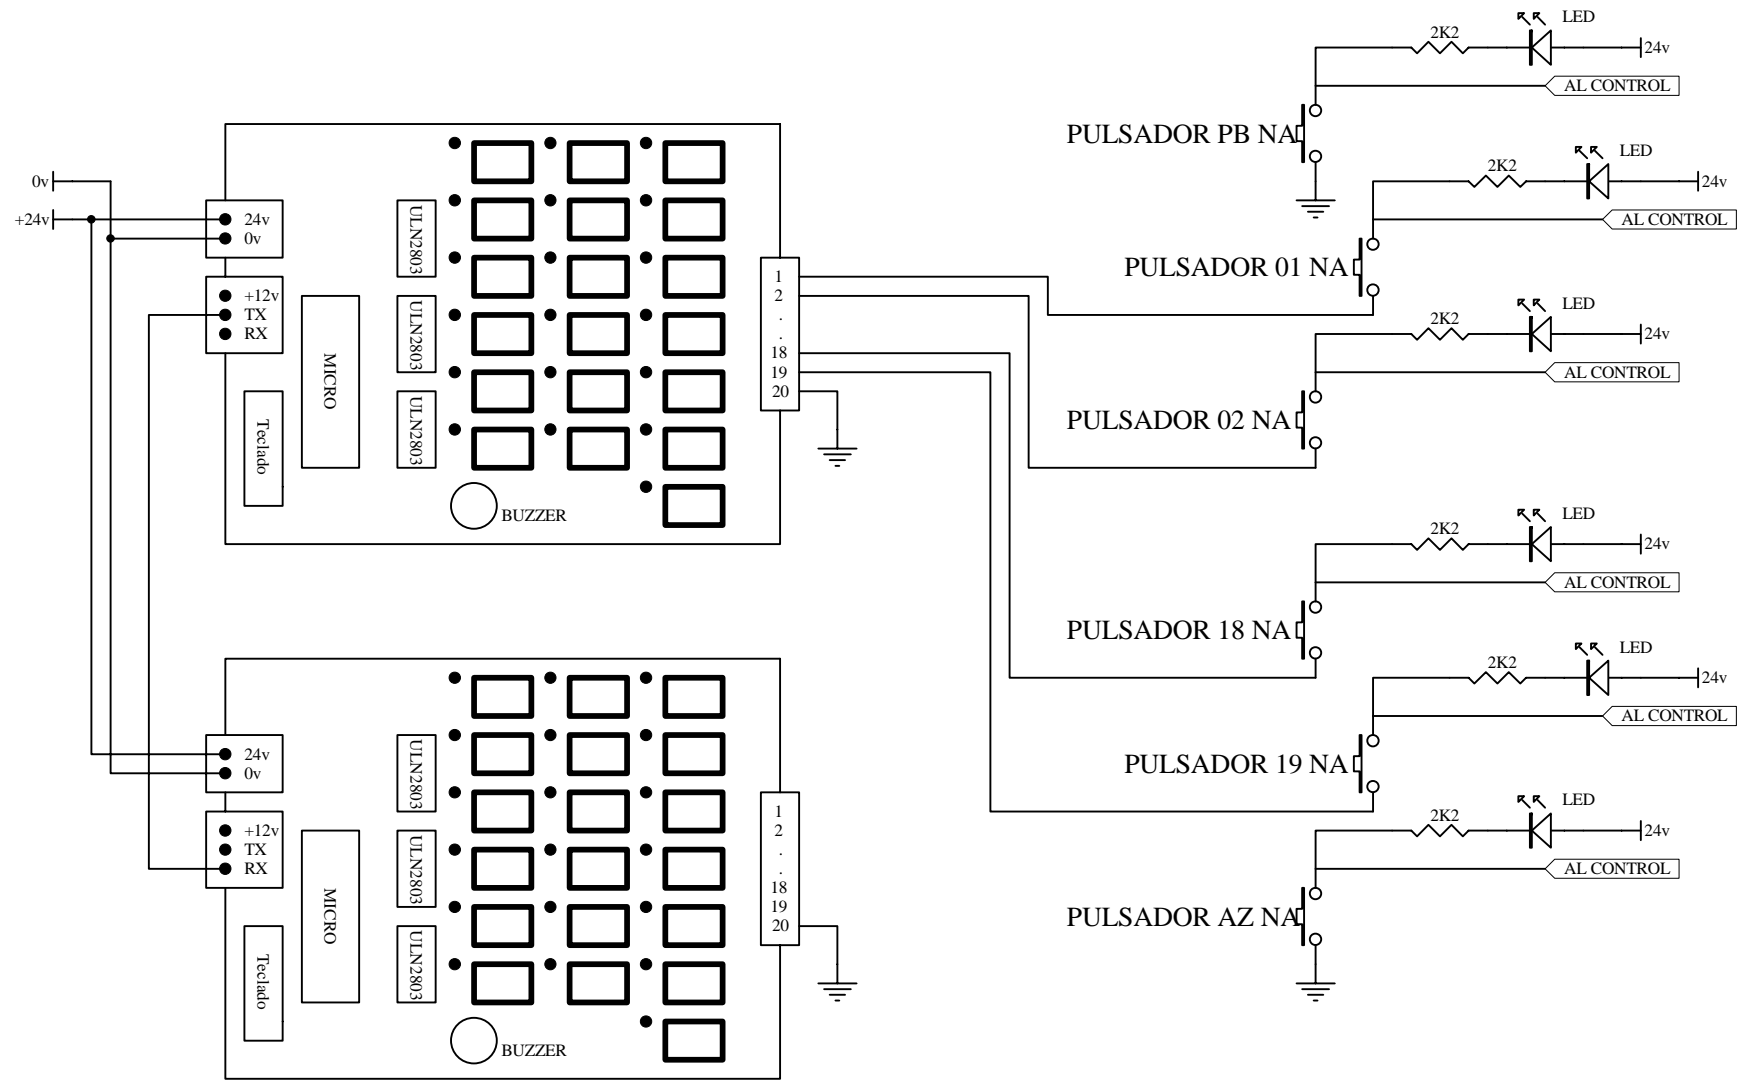 0v
+24v
24v
0v
+12v
TX
RX
MICRO
Teclado
ULN2803
ULN2803
ULN2803
BUZZER
1
2
.
.
18
19
20
24v
0v
+12v
TX
RX
MICRO
Teclado
ULN2803
ULN2803
ULN2803
BUZZER
1
2
.
.
18
19
20
2K2
LED
24v
AL CONTROL
PULSADOR PB NA
2K2
LED
24v
AL CONTROL
PULSADOR 01 NA
2K2
LED
24v
AL CONTROL
PULSADOR 02 NA
2K2
LED
24v
AL CONTROL
PULSADOR 18 NA
2K2
LED
24v
AL CONTROL
PULSADOR 19 NA
2K2
LED
24v
AL CONTROL
PULSADOR AZ NA